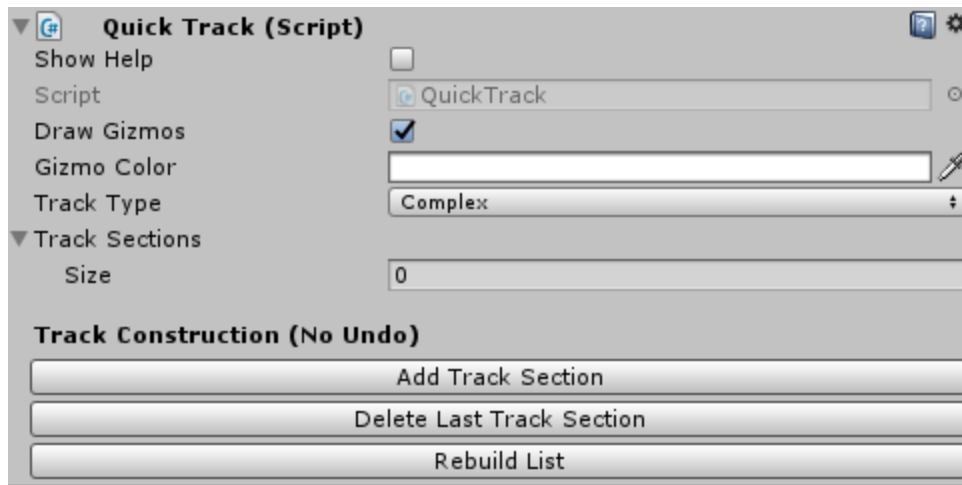 Quick Track (Script)
Show Help
Script QuickTrack
Draw Gizmos
Gizmo Color
Track Type Complex
Track Sections
Size 0
Track Construction (No Undo)
Add Track Section
Delete Last Track Section
Rebuild List